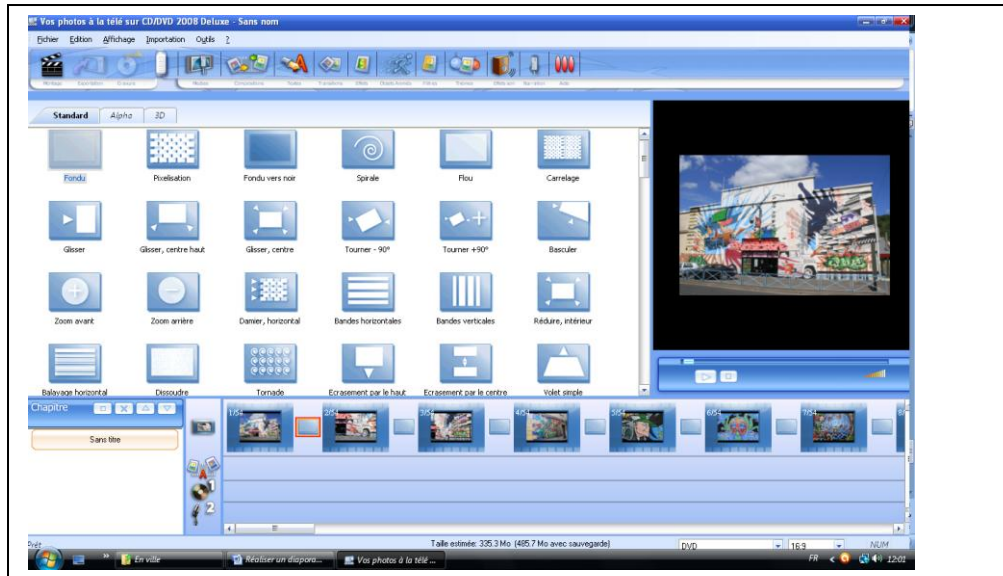 Vos photos à la télé sur CD/DVD 2008 Deluxe - Sans nom
Fichier Edition Affichage Importation Outils ?
Standard Alpha 3D
Fondu Pixelisation Fondu vers noir Spirale Flou Carrelage
Glisser Glisser, centre haut Glisser, centre Tourner - 90° Tourner +90° Basculer
Zoom avant Zoom arrière Damier, horizontal Bandes horizontales Bandes verticales Réduire, intérieur
Balayage horizontal Dissoudre Tornade Ecrasement par le haut Ecrasement par le centre Volet simple
Chapitre
Sans titre
1/54 2/54 3/54 4/54 5/54 6/54 7/54 8/
1
2
Prêt Taille estimée: 335.3 Mo (485.7 Mo avec sauvegarde) DVD 16:9 NUM
En ville Réaliser un diapora... Vos photos à la télé ... FR 12:01